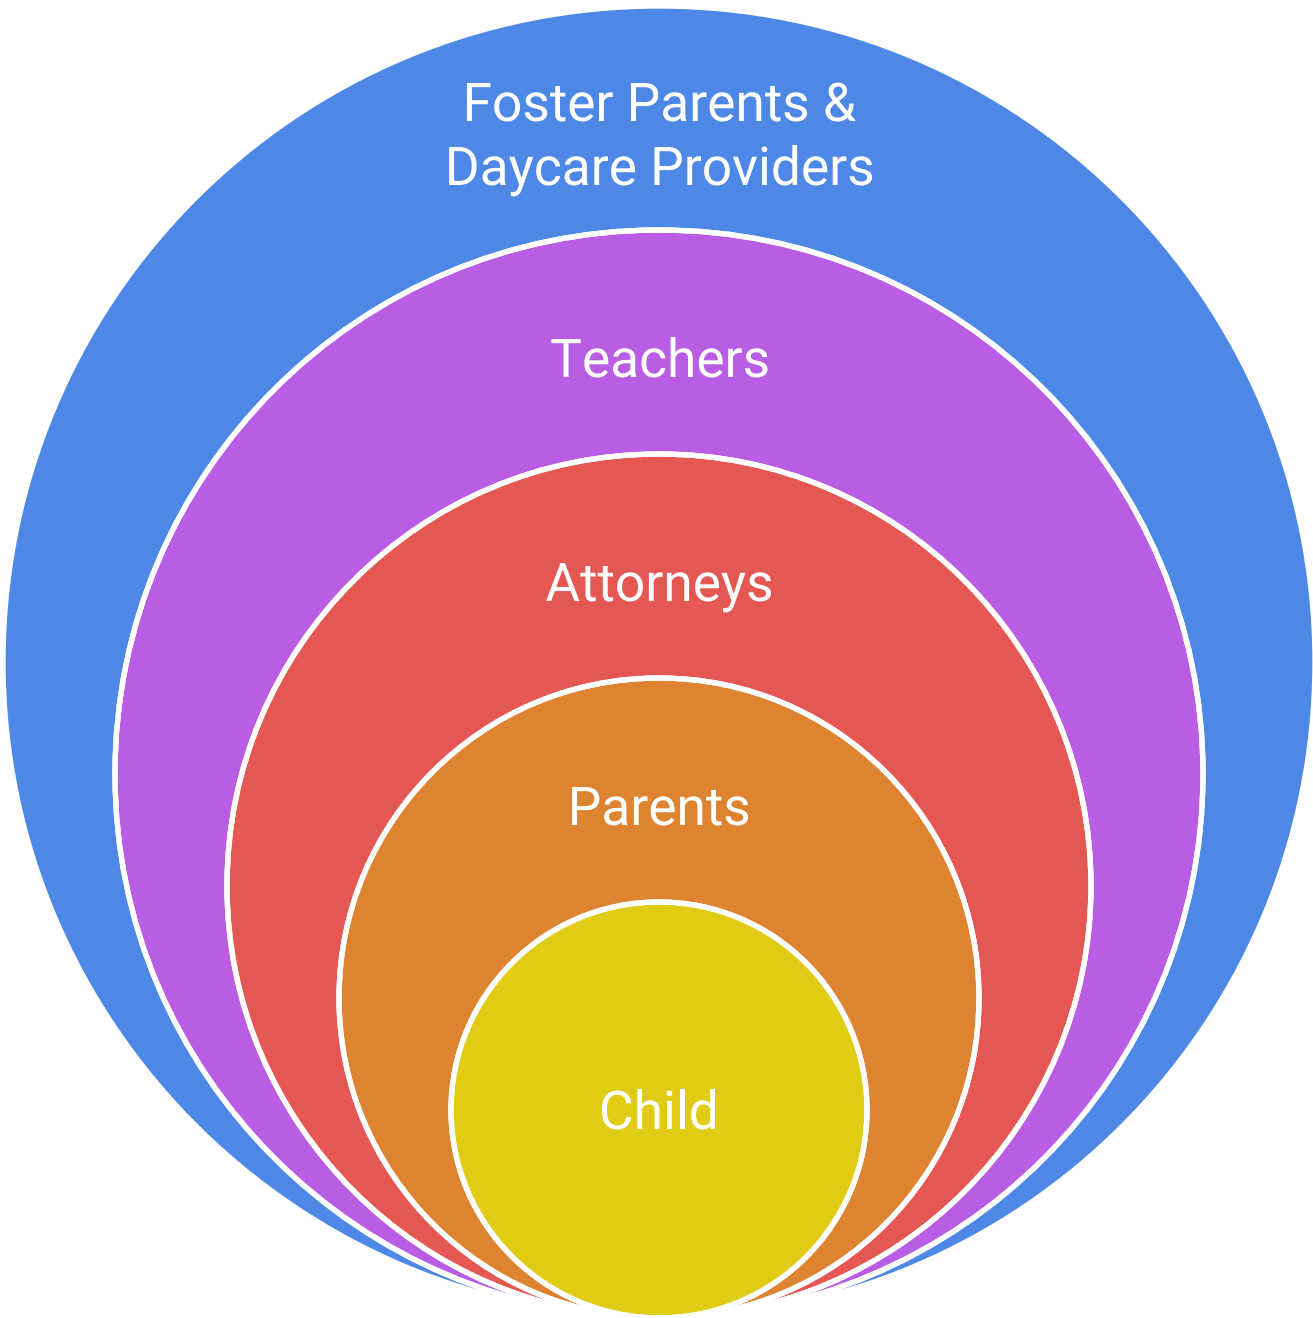 Foster Parents &
Daycare Providers
Teachers
Attorneys
Parents
Child